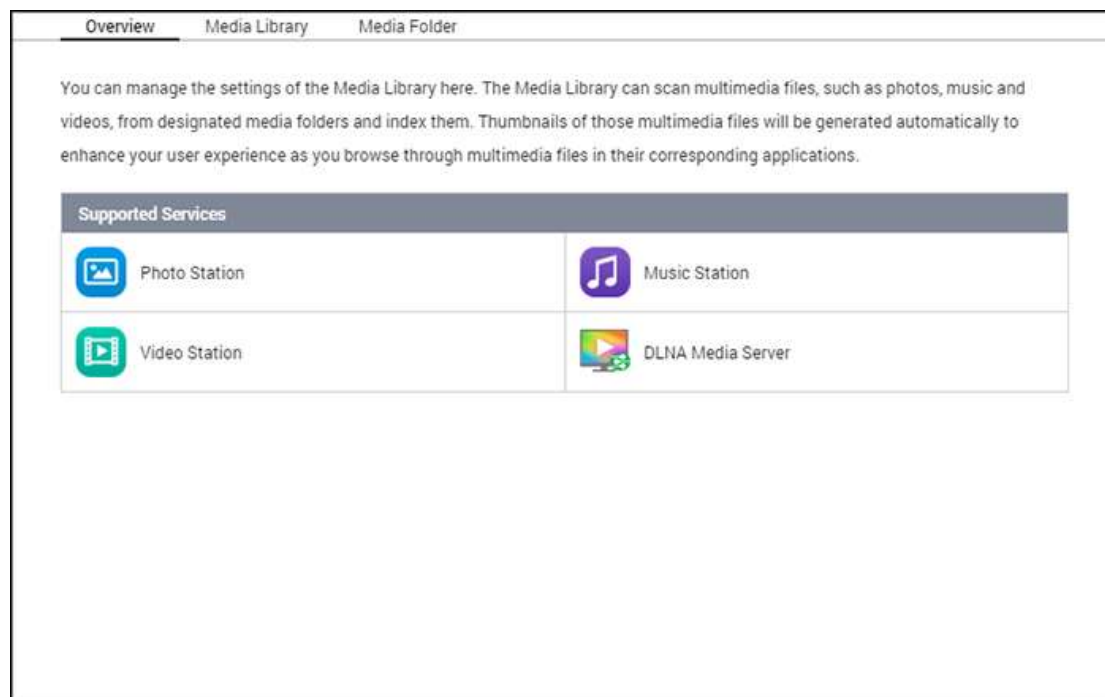 Overview Media Library Media Folder
You can manage the settings of the Media Library here. The Media Library can scan multimedia files, such as photos, music and
videos, from designated media folders and index them. Thumbnails of those multimedia files will be generated automatically to
enhance your user experience as you browse through multimedia files in their corresponding applications.
Supported Services
Photo Station Music Station
Video Station DLNA Media Server